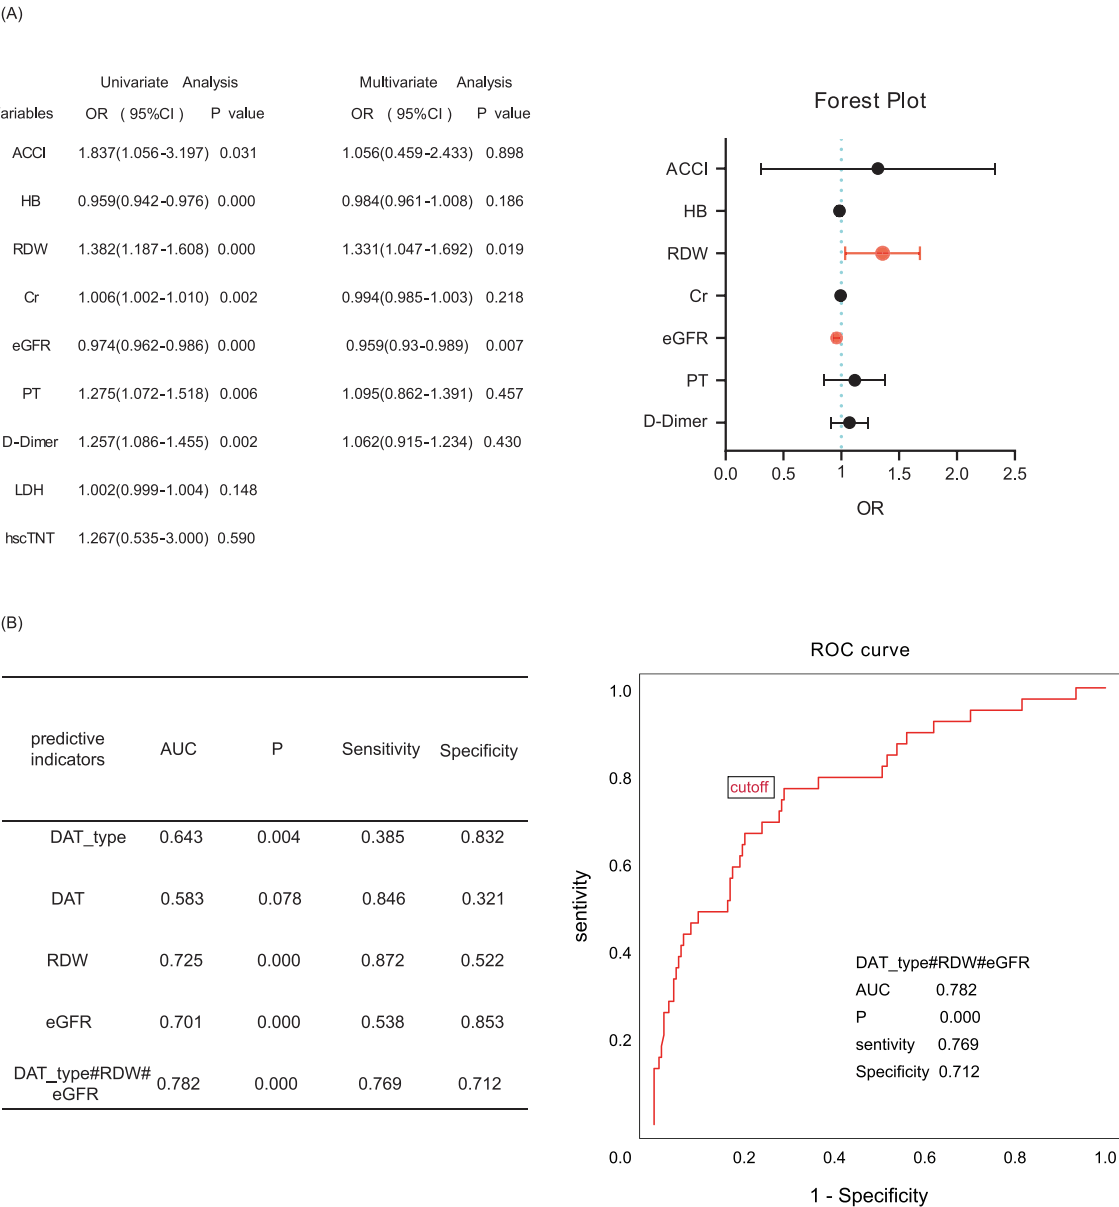 (A)
Univariate Analysis Multivariate Analysis
ariables OR ( 95%CI ) P value OR ( 95%CI ) P value
ACCI 1.837(1.056-3.197) 0.031 1.056(0.459-2.433) 0.898
HB 0.959(0.942-0.976) 0.000 0.984(0.961-1.008) 0.186
RDW 1.382(1.187-1.608) 0.000 1.331(1.047-1.692) 0.019
Cr 1.006(1.002-1.010) 0.002 0.994(0.985-1.003) 0.218
eGFR 0.974(0.962-0.986) 0.000 0.959(0.93-0.989) 0.007
PT 1.275(1.072-1.518) 0.006 1.095(0.862-1.391) 0.457
D-Dimer 1.257(1.086-1.455) 0.002 1.062(0.915-1.234) 0.430
LDH 1.002(0.999-1.004) 0.148
hscTNT 1.267(0.535-3.000) 0.590
Forest Plot
ACCI
HB
RDW
Cr
eGFR
PT
D-Dimer
0.0 0.5 1 1.5 2.0 2.5
OR
(B)
predictive
indicators AUC P Sensitivity Specificity
DAT_type 0.643 0.004 0.385 0.832
DAT 0.583 0.078 0.846 0.321
RDW 0.725 0.000 0.872 0.522
eGFR 0.701 0.000 0.538 0.853
DAT_type#RDW#
eGFR 0.782 0.000 0.769 0.712
ROC curve
1.0
0.8
0.6
0.4
0.2
sentivity
cutoff
DAT_type#RDW#eGFR
AUC 0.782
P 0.000
sentivity 0.769
Specificity 0.712
0.0 0.2 0.4 0.6 0.8 1.0
1 - Specificity